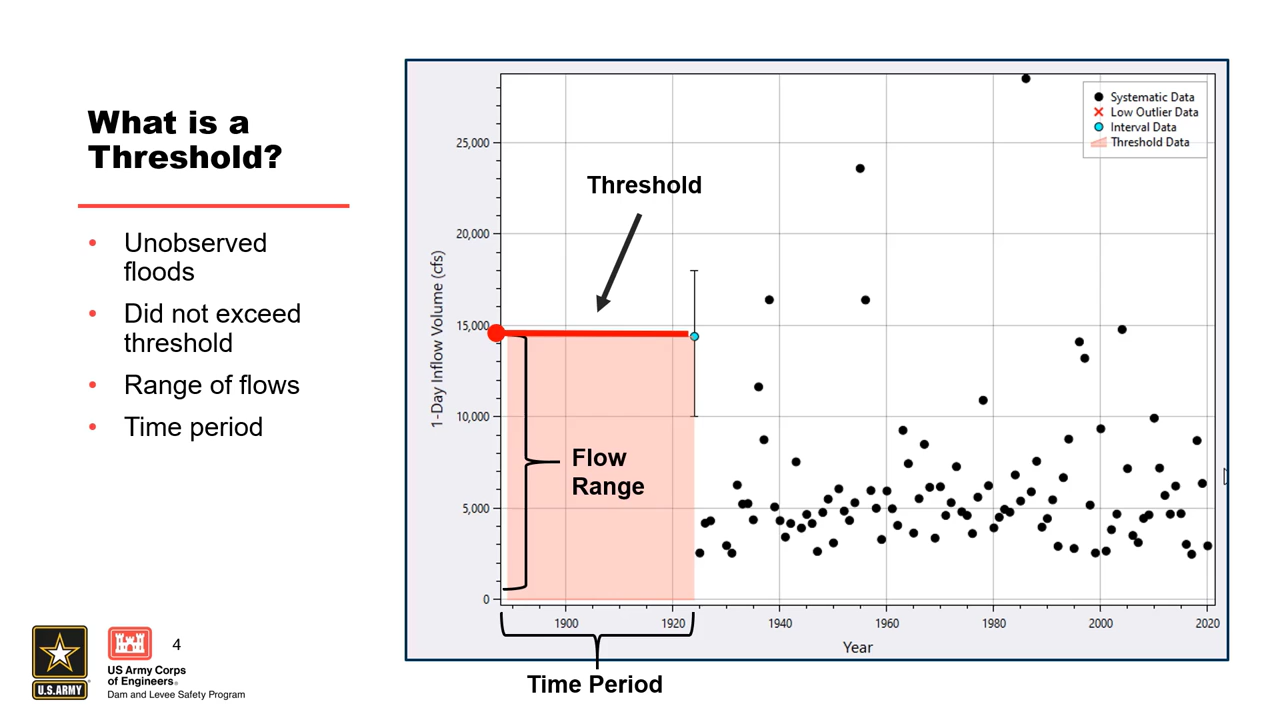 What is a
Threshold?
• Unobserved
floods
• Did not exceed
threshold
• Range of flows
• Time period
Threshold
Flow
Range
Time Period
Systematic Data
Low Outlier Data
Interval Data
Threshold Data
1-Day Inflow Volume (cfs)
25,000
20,000
15,000
10,000
5,000
0
1900
1920
1940
1960
1980
2000
2020
Year
U.S.ARMY
US Army Corps
of Engineers®
Dam and Levee Safety Program
4